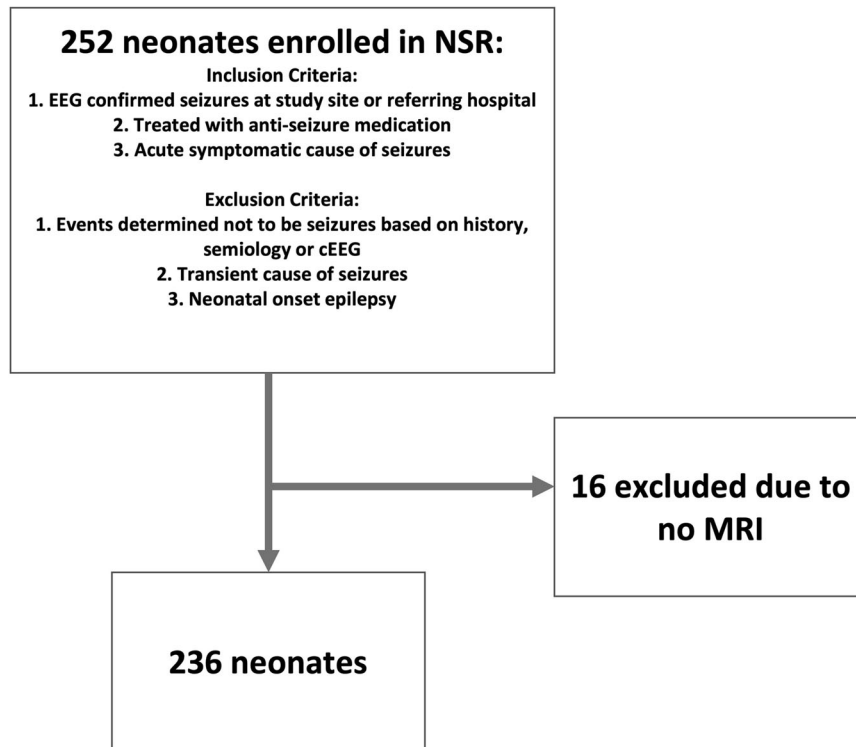 252 neonates enrolled in NSR:
Inclusion Criteria:
1. EEG confirmed seizures at study site or referring hospital
2. Treated with anti-seizure medication
3. Acute symptomatic cause of seizures
Exclusion Criteria:
1. Events determined not to be seizures based on history,
semiology or cEEG
2. Transient cause of seizures
3. Neonatal onset epilepsy
16 excluded due to
no MRI
236 neonates